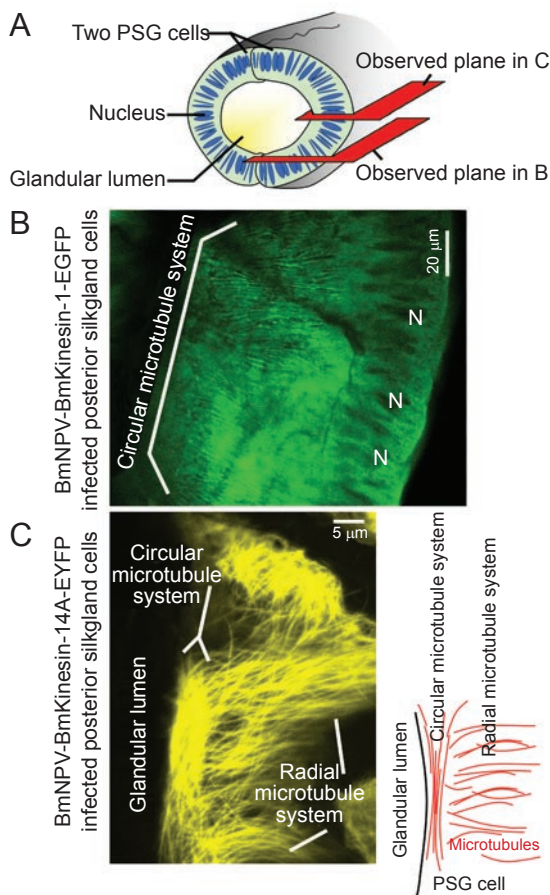 A
Two PSG cells
Nucleus
Glandular lumen
Observed plane in C
Observed plane in B
B
BmNPV-BmKinesin-1-EGFP
infected posterior silkgland cells
Circular microtubule system
20 μm
N
N
N
C
BmNPV-BmKinesin-14A-EYFP
infected posterior silkgland cells
5 μm
Circular
microtubule
system
Glandular lumen
Radial
microtubule
system
Circular microtubule system
Radial microtubule system
Glandular lumen
Microtubules
PSG cell